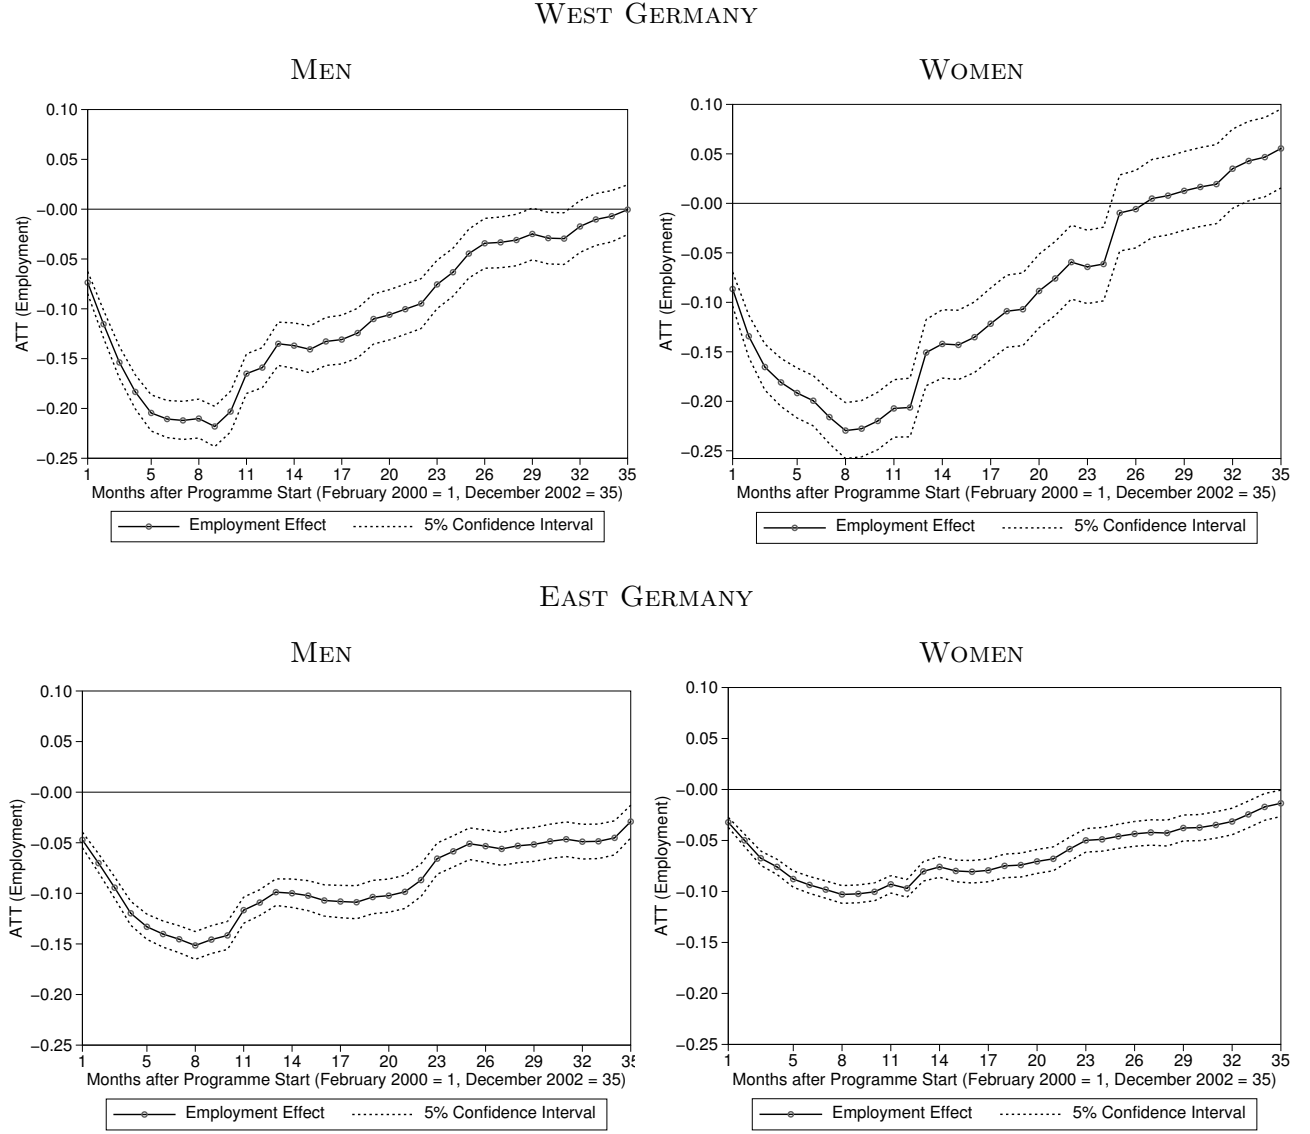 WEST GERMANY
MEN
WOMEN
0.10
0.05
−0.00
−0.05
−0.10
−0.15
−0.20
−0.25
ATT (Employment)
1 5 8 11 14 17 20 23 26 29 32 35
Months after Programme Start (February 2000 = 1, December 2002 = 35)
Employment Effect 5% Confidence Interval
0.10
0.05
−0.00
−0.05
−0.10
−0.15
−0.20
−0.25
ATT (Employment)
1 5 8 11 14 17 20 23 26 29 32 35
Months after Programme Start (February 2000 = 1, December 2002 = 35)
Employment Effect 5% Confidence Interval
EAST GERMANY
MEN
WOMEN
0.10
0.05
−0.00
−0.05
−0.10
−0.15
−0.20
−0.25
ATT (Employment)
1 5 8 11 14 17 20 23 26 29 32 35
Months after Programme Start (February 2000 = 1, December 2002 = 35)
Employment Effect 5% Confidence Interval
0.10
0.05
−0.00
−0.05
−0.10
−0.15
−0.20
−0.25
ATT (Employment)
1 5 8 11 14 17 20 23 26 29 32 35
Months after Programme Start (February 2000 = 1, December 2002 = 35)
Employment Effect 5% Confidence Interval